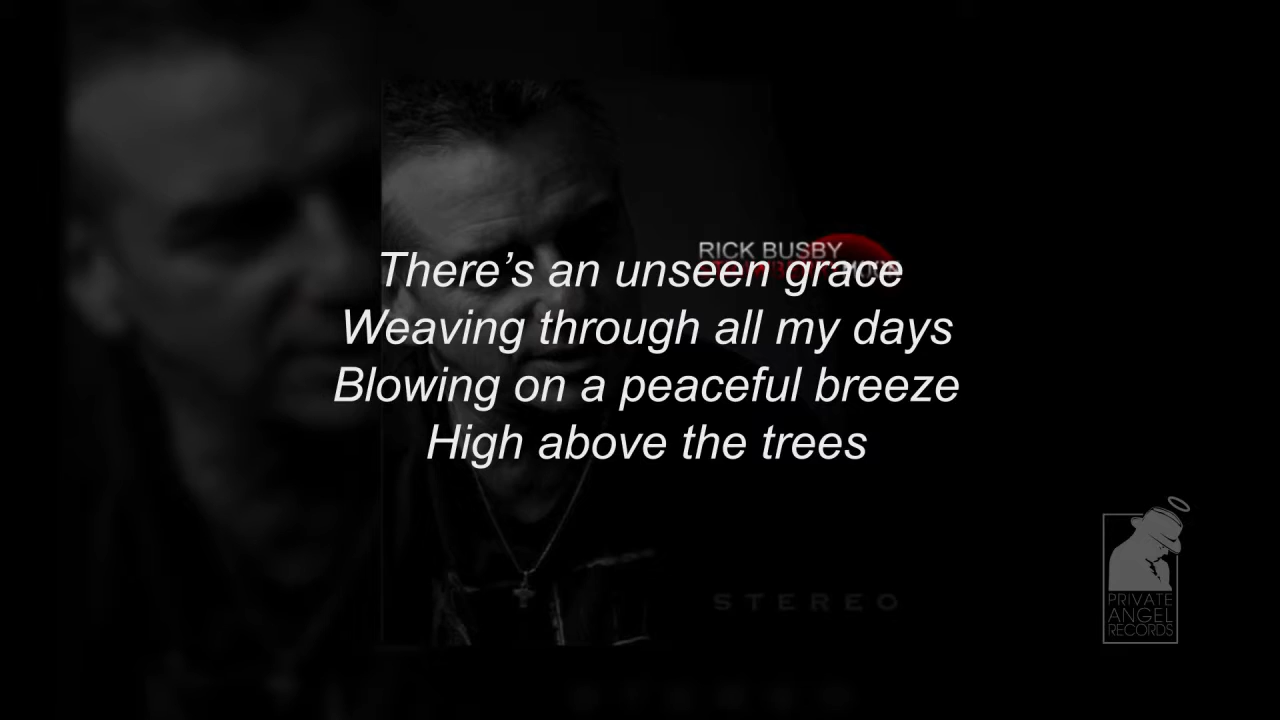 RICK BUSBY
There’s an unseen grace
Weaving through all my days
Blowing on a peaceful breeze
High above the trees
STEREO
PRIVATE
ANGEL
RECORDS